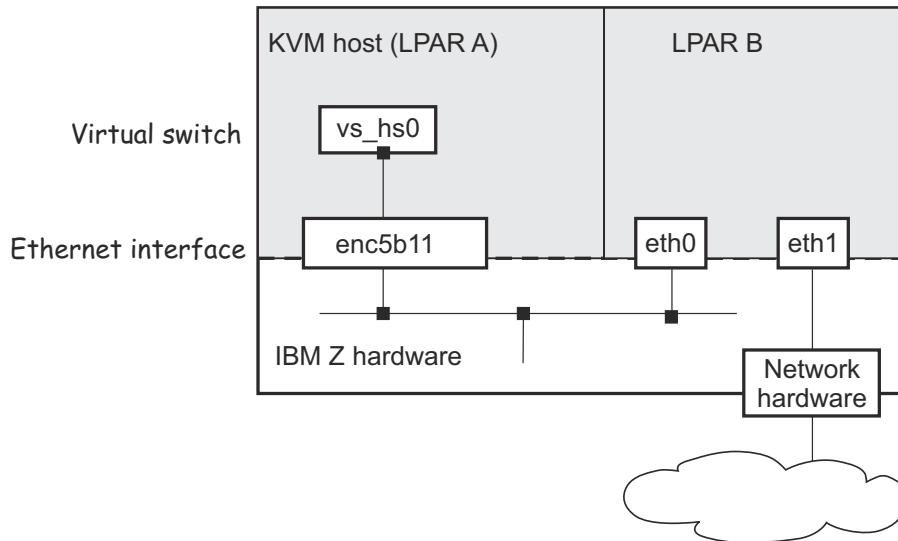 KVM host (LPAR A)
LPAR B
Virtual switch
vs_hs0
Ethernet interface
enc5b11
eth0
eth1
IBM Z hardware
Network
hardware